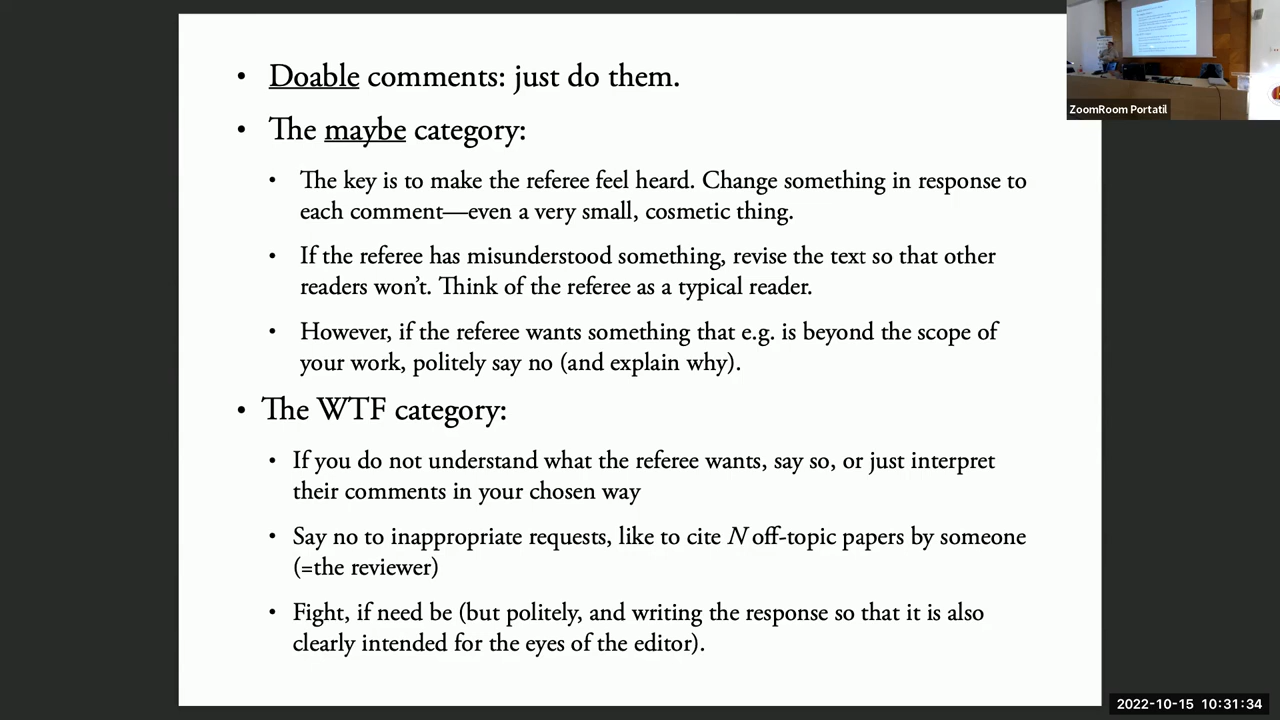 • Doable comments: just do them.
• The maybe category:
• The key is to make the referee feel heard. Change something in response to
each comment—even a very small, cosmetic thing.
• If the referee has misunderstood something, revise the text so that other
readers won't. Think of the referee as a typical reader.
• However, if the referee wants something that e.g. is beyond the scope of
your work, politely say no (and explain why).
• The WTF category:
• If you do not understand what the referee wants, say so, or just interpret
their comments in your chosen way
• Say no to inappropriate requests, like to cite N off-topic papers by someone
(=the reviewer)
• Fight, if need be (but politely, and writing the response so that it is also
clearly intended for the eyes of the editor).
ZoomRoom Portatil
2022-10-15 10:31:34